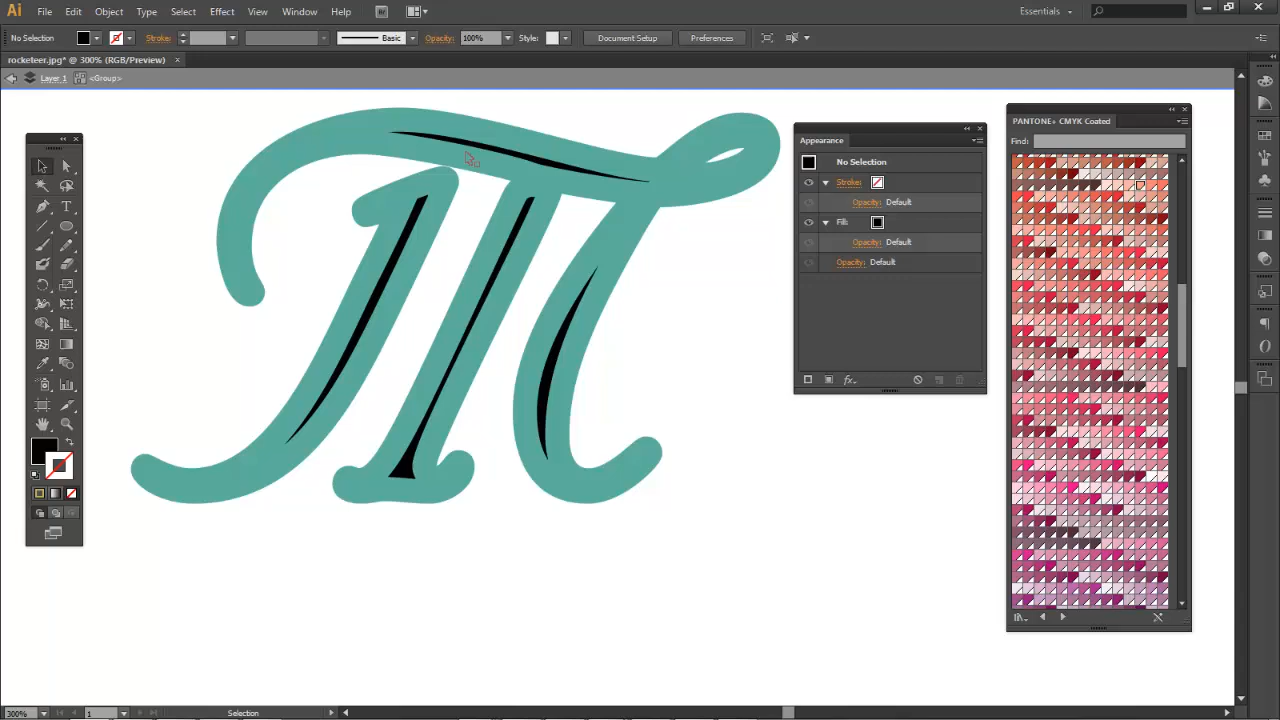 Ai File Edit Object Type Select Effect View Window Help Br Essentials
No Selection Stroke: Basic Opacity: 100% Style: Document Setup Preferences
rocketeer.jpg* @ 300% (RGB/Preview) ×
Layer 1 <Group>
PANTONE+ CMYK Coated
Find:
Appearance
No Selection
Stroke:
Opacity: Default
Fill:
Opacity: Default
Opacity: Default
fx
300% 1 Selection